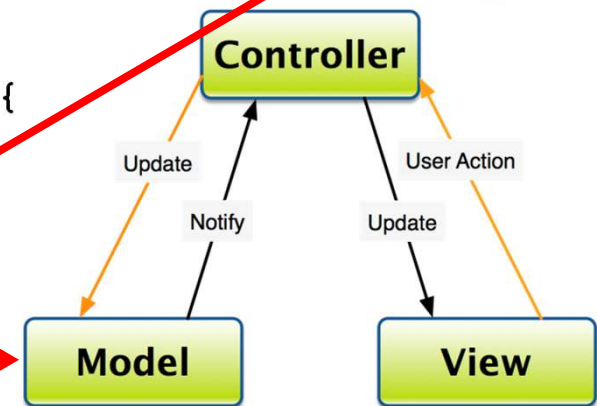 Controller
{
Update
User Action
Notify
Update
Model
View